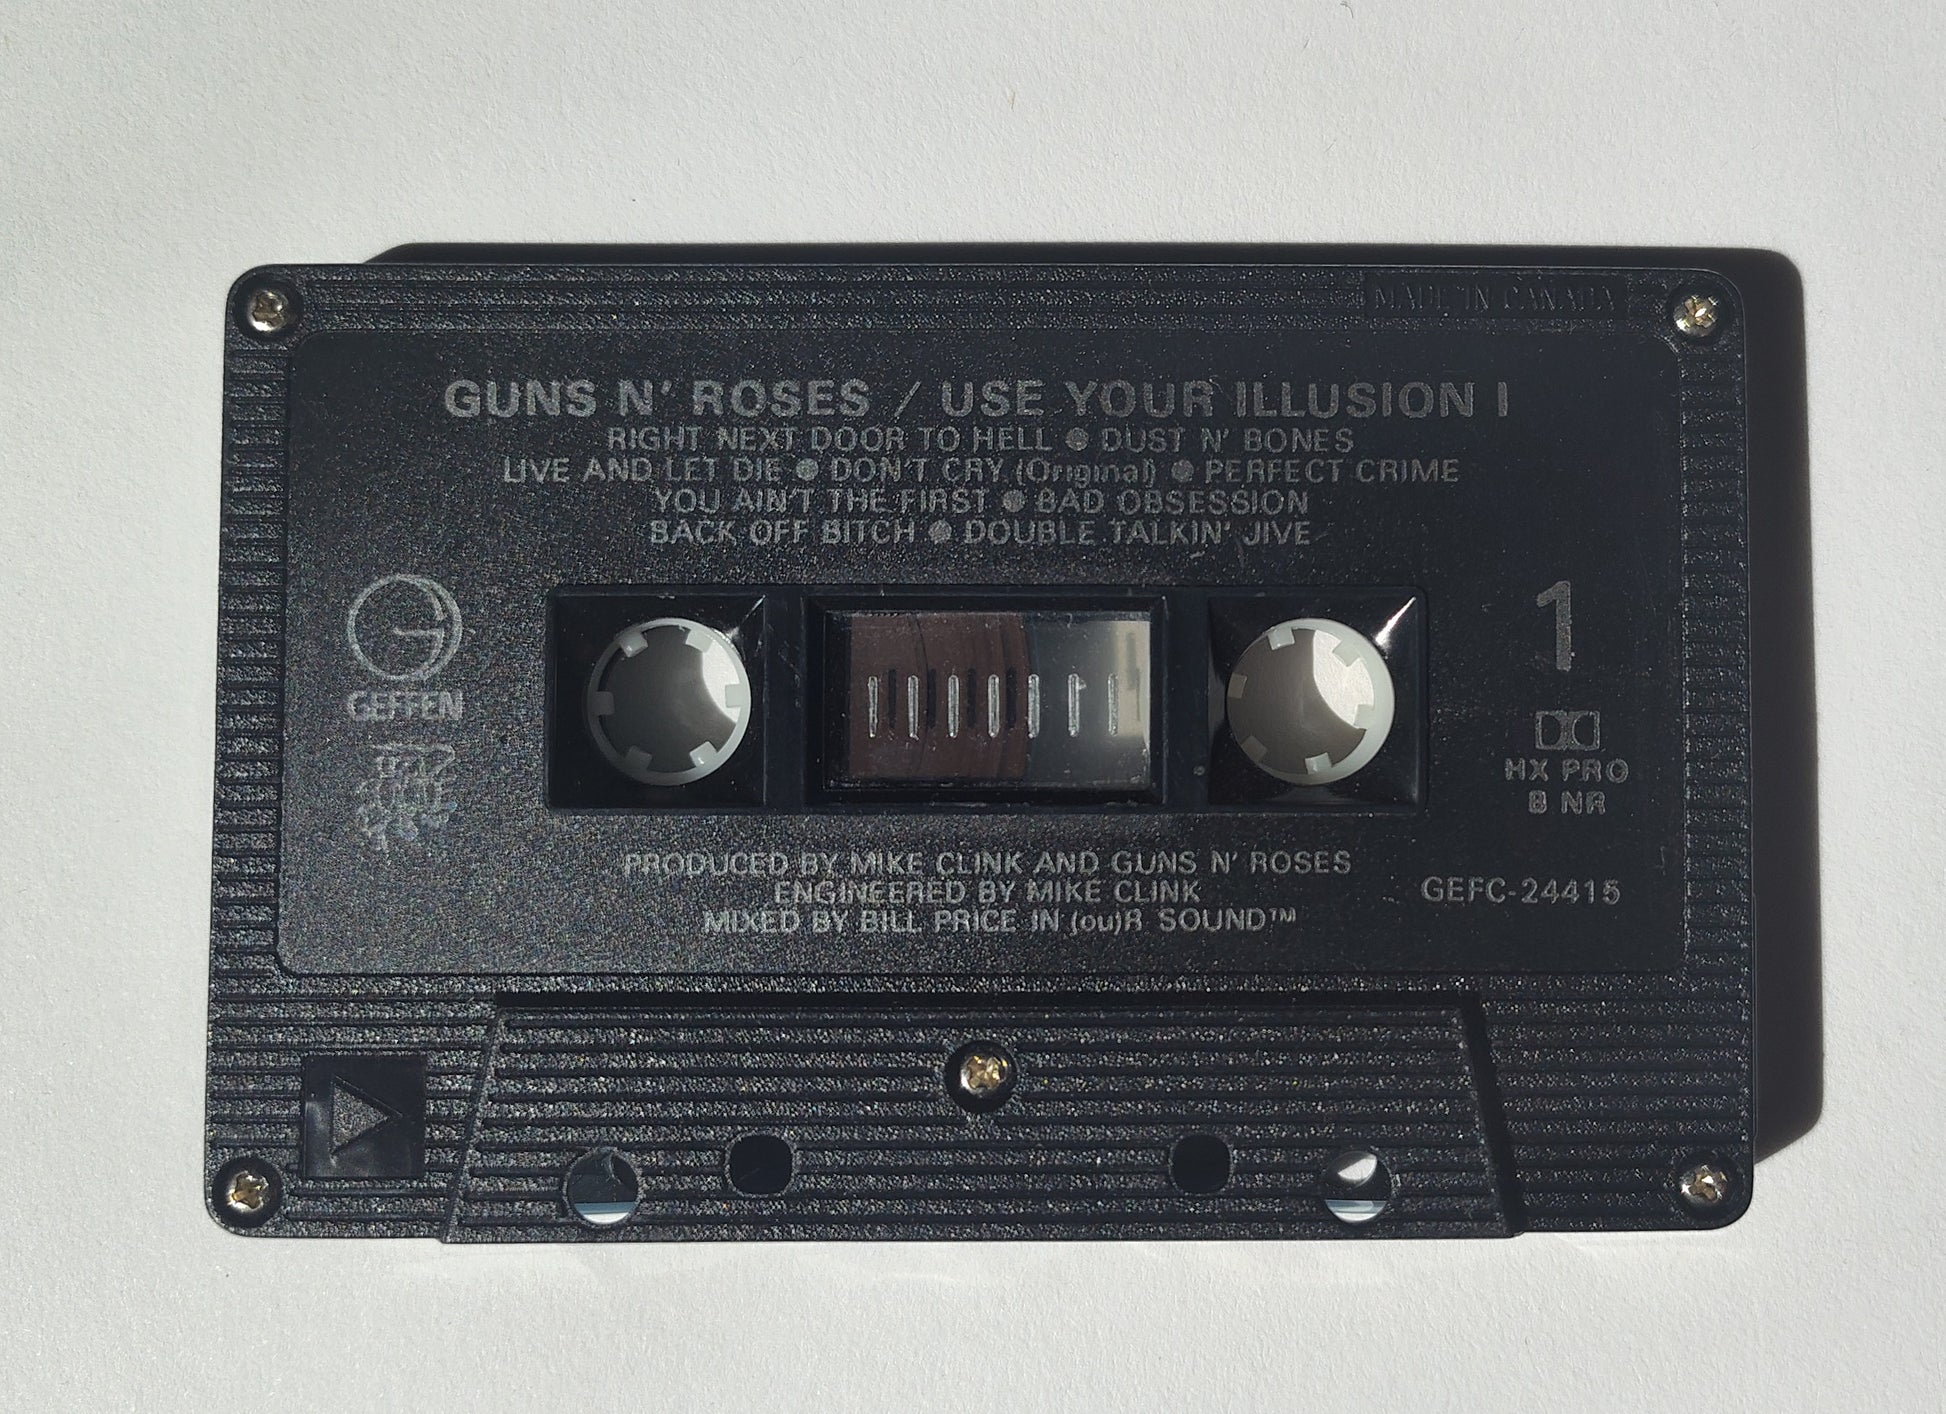 MADE IN CANADA
GUNS N' ROSES / USE YOUR ILLUSION I
RIGHT NEXT DOOR TO HELL ● DUST N' BONES
LIVE AND LET DIE ● DON'T CRY (Original) ● PERFECT CRIME
YOU AIN'T THE FIRST ● BAD OBSESSION
BACK OFF BITCH ● DOUBLE TALKIN' JIVE
GEFFEN
1
HX PRO
B NR
PRODUCED BY MIKE CLINK AND GUNS N' ROSES
ENGINEERED BY MIKE CLINK
MIXED BY BILL PRICE IN (ou)R SOUND™
GEFC-24415